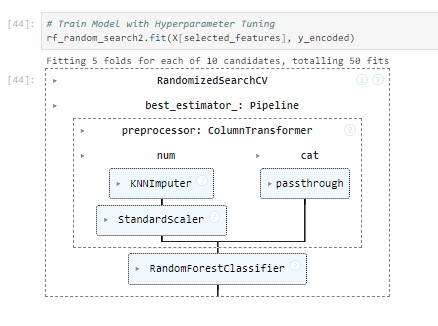 [44]: # Train Model with Hyperparameter Tuning
rf_random_search2.fit(X[selected_features], y_encoded)
Fitting 5 folds for each of 10 candidates, totalling 50 fits
[44]: ▸ RandomizedSearchCV i ?
▸ best_estimator_: Pipeline
▸ preprocessor: ColumnTransformer ?
▸ num ▸ cat
▸ KNNImputer ? ▸ passthrough
▸ StandardScaler ?
▸ RandomForestClassifier ?